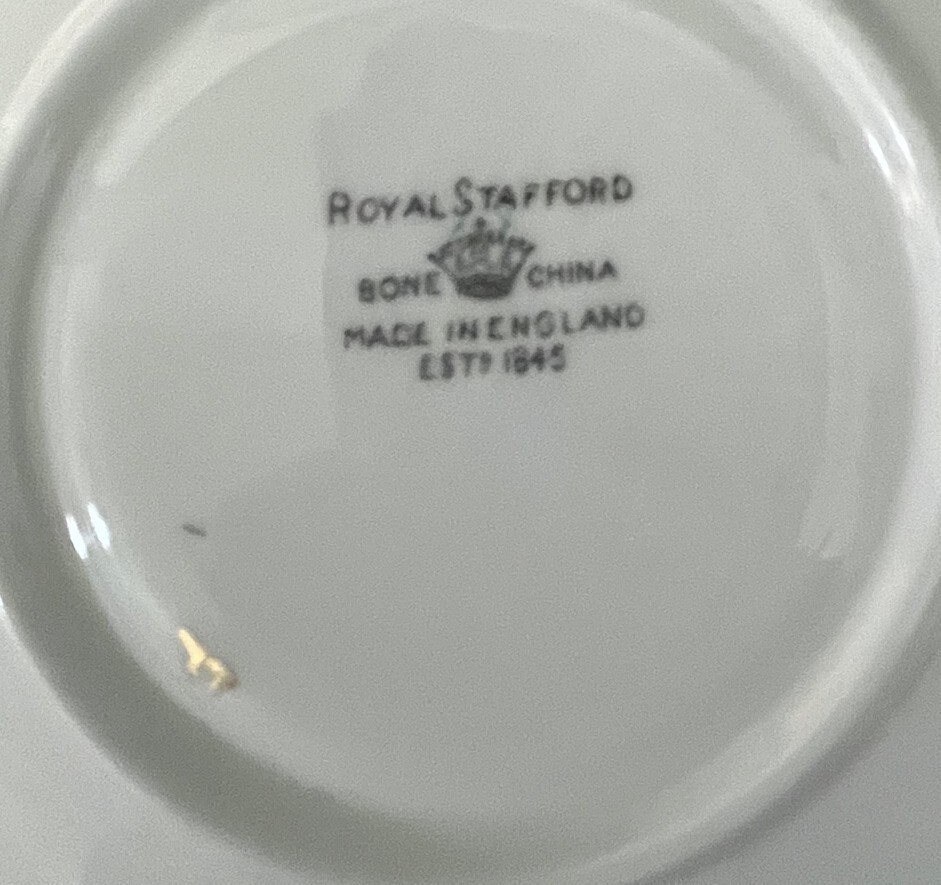 ROYAL STAFFORD
BONE CHINA
MADE IN ENGLAND
ESTD 1845